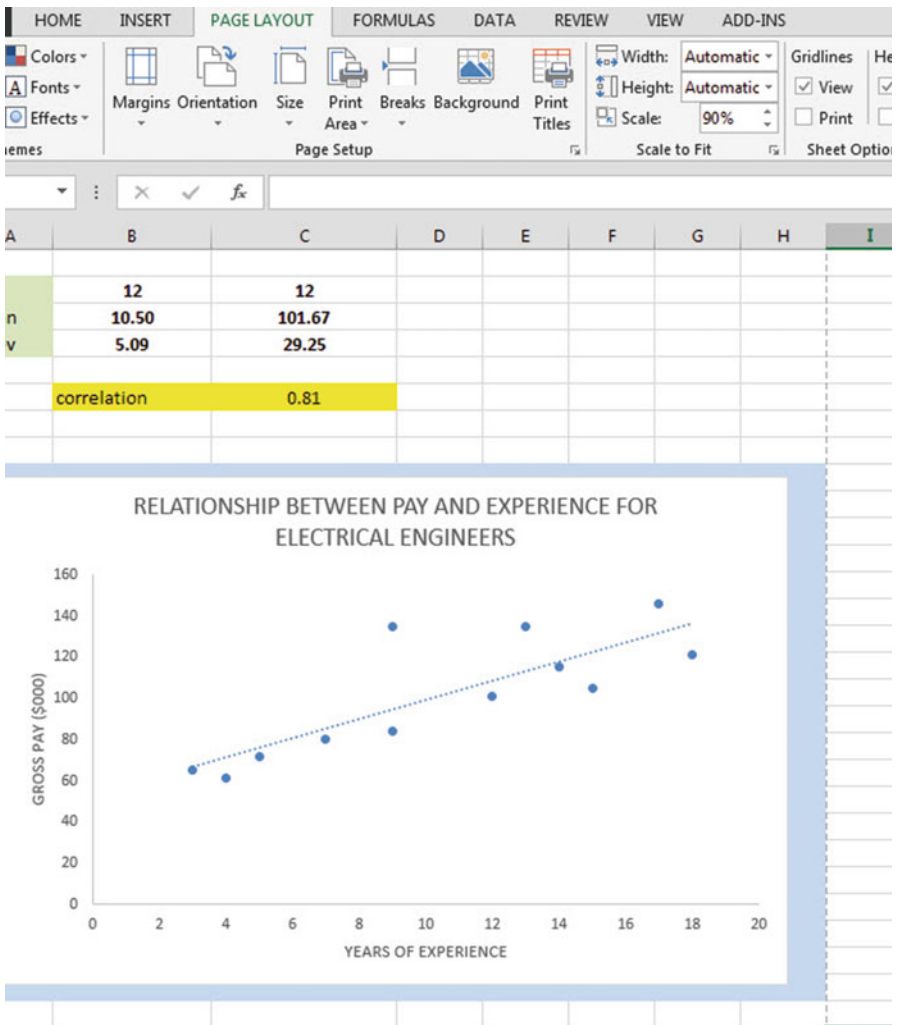 HOME INSERT PAGE LAYOUT FORMULAS DATA REVIEW VIEW ADD-INS
Colors
Fonts
Effects
Margins Orientation Size Print Area Breaks Background Print Titles
Width: Automatic
Height: Automatic
Scale: 90%
Gridlines
View
Print
Page Setup
Scale to Fit
fx
A B C D E F G H I
12 12
n 10.50 101.67
v 5.09 29.25
correlation 0.81
RELATIONSHIP BETWEEN PAY AND EXPERIENCE FOR
ELECTRICAL ENGINEERS
GROSS PAY ($000)
160
140
120
100
80
60
40
20
0
0 2 4 6 8 10 12 14 16 18 20
YEARS OF EXPERIENCE